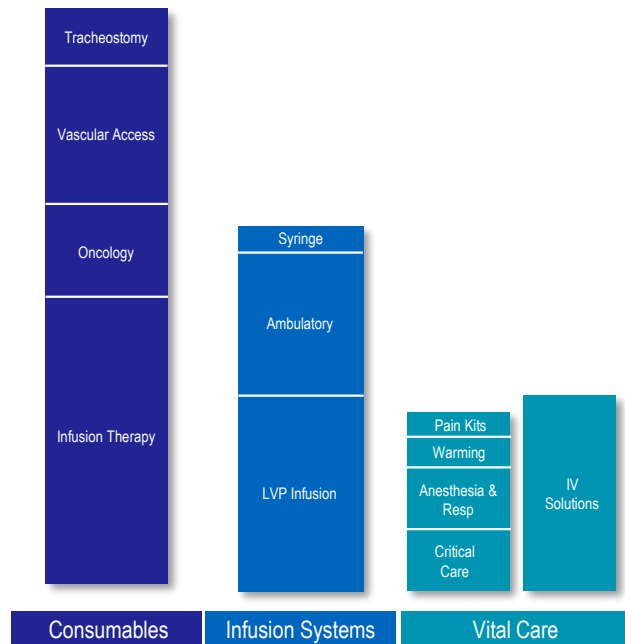 Tracheostomy
Vascular Access
Oncology
Infusion Therapy
Syringe
Ambulatory
LVP Infusion
Pain Kits
Warming
Anesthesia &
Resp
Critical
Care
IV
Solutions
Consumables
Infusion Systems
Vital Care